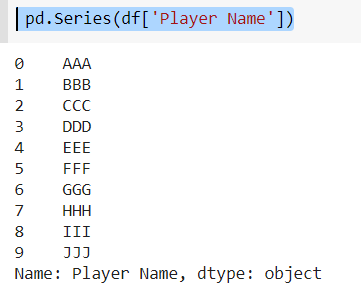 pd.Series(df['Player Name'])
0    AAA
1    BBB
2    CCC
3    DDD
4    EEE
5    FFF
6    GGG
7    HHH
8    III
9    JJJ
Name: Player Name, dtype: object